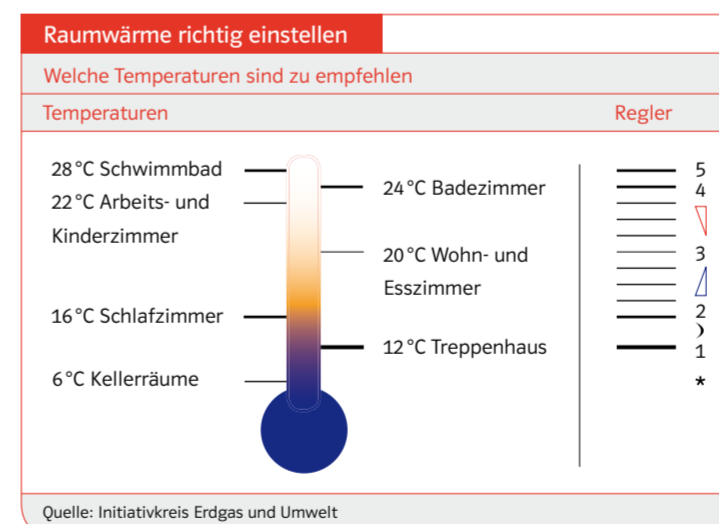 Raumwärme richtig einstellen
Welche Temperaturen sind zu empfehlen
Temperaturen
Regler
28 °C Schwimmbad
22 °C Arbeits- und
Kinderzimmer
16 °C Schlafzimmer
6 °C Kellerräume
24 °C Badezimmer
20 °C Wohn- und
Esszimmer
12 °C Treppenhaus
5
4
3
2
1
*
Quelle: Initiativkreis Erdgas und Umwelt